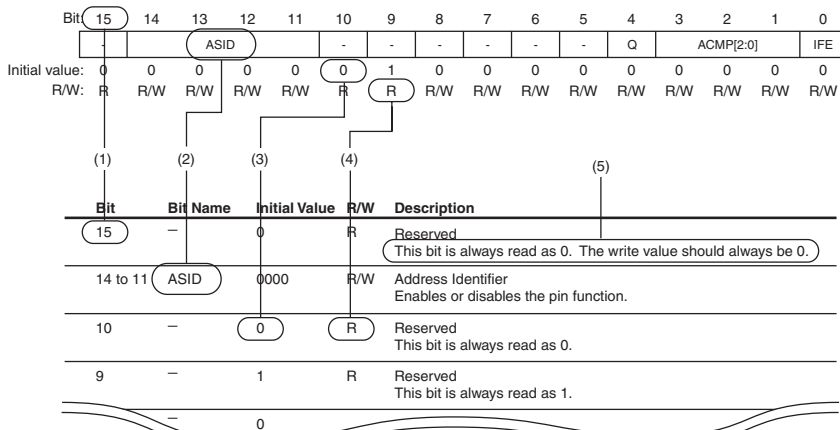 Bit: 15 14 13 12 11 10 9 8 7 6 5 4 3 2 1 0
- ASID - - - - - - Q ACMP[2:0] IFE
Initial value: 0 0 0 0 0 0 1 0 0 0 0 0 0 0 0 0
R/W: R R/W R/W R/W R/W R R R/W R/W R/W R/W R/W R/W R/W R/W R/W
(1) (2) (3) (4) (5)
Bit Bit Name Initial Value R/W Description
15 − 0 R Reserved
This bit is always read as 0. The write value should always be 0.
14 to 11 ASID 0000 R/W Address Identifier
Enables or disables the pin function.
10 − 0 R Reserved
This bit is always read as 0.
9 − 1 R Reserved
This bit is always read as 1.
− 0